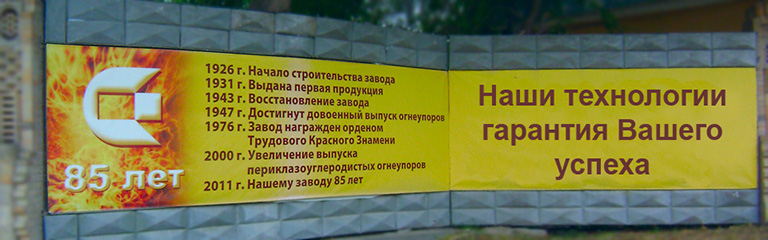 85 лет
1926 г. Начало строительства завода
1931 г. Выдана первая продукция
1943 г. Восстановление завода
1947 г. Достигнут довоенный выпуск огнеупоров
1976 г. Завод награжден орденом
Трудового Красного Знамени
2000 г. Увеличение выпуска
периклазоуглеродистых огнеупоров
2011 г. Нашему заводу 85 лет
Наши технологии
гарантия Вашего
успеха